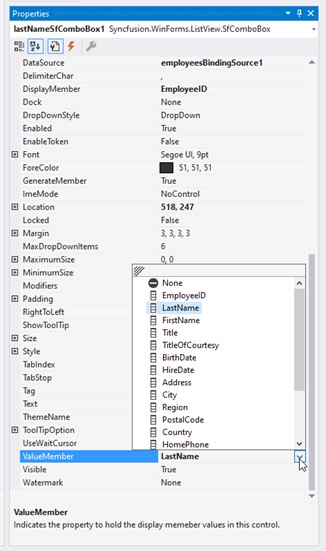 Properties
lastNameSfComboBox1 Syncfusion.WinForms.ListView.SfComboBox
DataSource employeesBindingSource1
DelimiterChar ,
DisplayMember EmployeeID
Dock None
DropDownStyle DropDown
Enabled True
EnableToken False
Font Segoe UI, 9pt
ForeColor 51, 51, 51
GenerateMember True
ImeMode NoControl
Location 518, 247
Locked False
Margin 3, 3, 3, 3
MaxDropDownItems 6
MaximumSize 0, 0
MinimumSize
Modifiers None
Padding EmployeeID
RightToLeft LastName
ShowToolTip FirstName
Size Title
Style TitleOfCourtesy
TabIndex BirthDate
TabStop HireDate
Tag Address
Text City
ThemeName Region
ToolTipOption PostalCode
UseWaitCursor Country
HomePhone
ValueMember LastName
Visible True
Watermark None
ValueMember
Indicates the property to hold the display memeber values in this control.